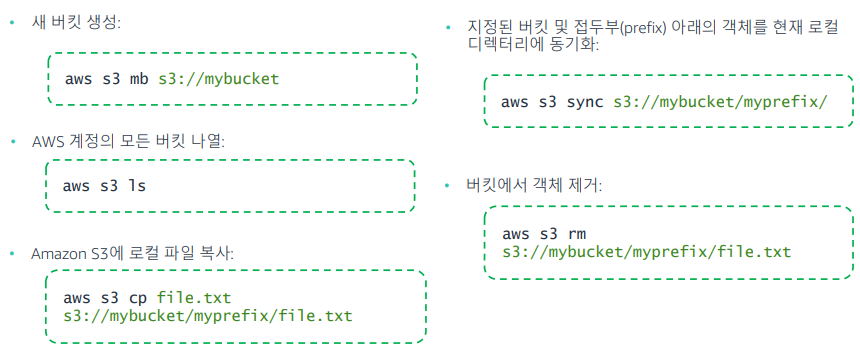 • 새 버킷 생성:
aws s3 mb s3://mybucket
• AWS 계정의 모든 버킷 나열:
aws s3 ls
• Amazon S3에 로컬 파일 복사:
aws s3 cp file.txt
s3://mybucket/myprefix/file.txt
• 지정된 버킷 및 접두부(prefix) 아래의 객체를 현재 로컬
디렉터리에 동기화:
aws s3 sync s3://mybucket/myprefix/
• 버킷에서 객체 제거:
aws s3 rm
s3://mybucket/myprefix/file.txt